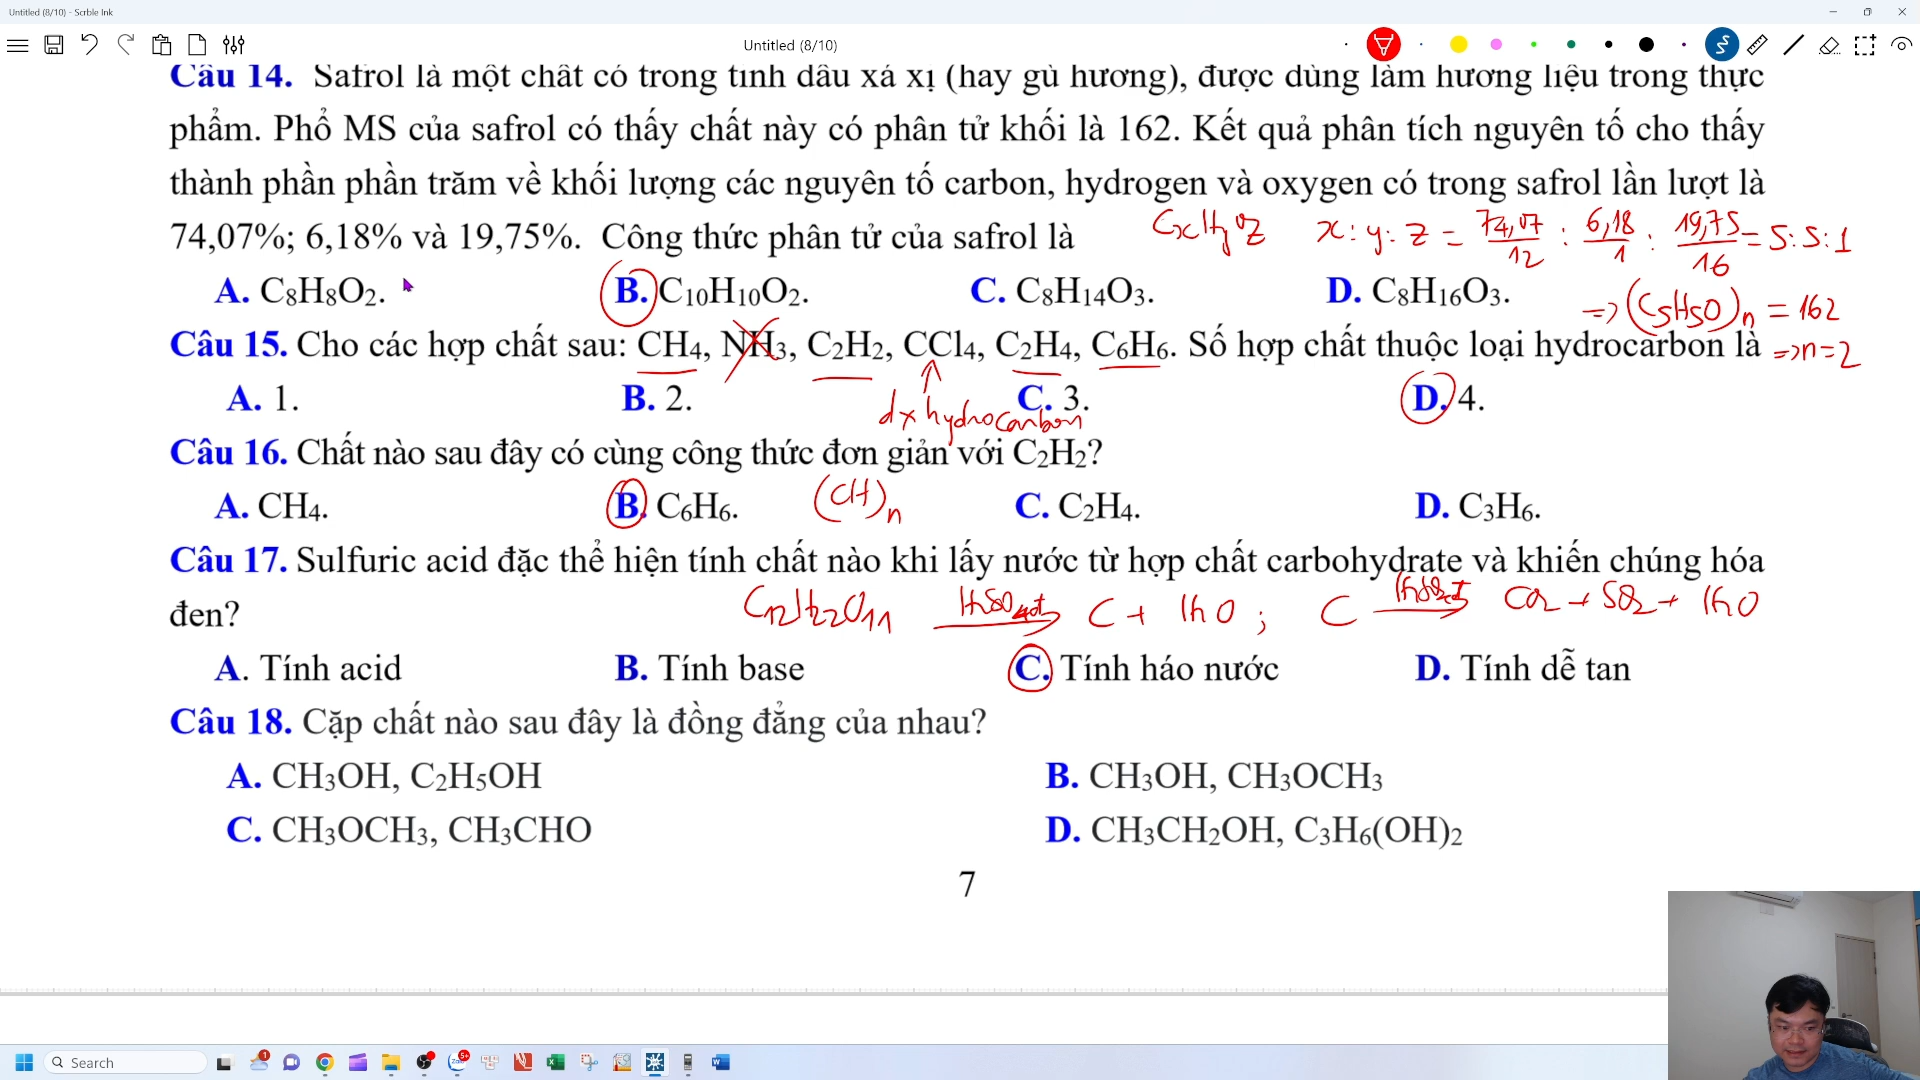 Untitled (8/10) - Scrble Ink
Untitled (8/10)
Câu 14. Safrol là một chất có trong tinh dầu xá xị (hay gù hương), được dùng làm hương liệu trong thực
phẩm. Phổ MS của safrol có thấy chất này có phân tử khối là 162. Kết quả phân tích nguyên tố cho thấy
thành phần phần trăm về khối lượng các nguyên tố carbon, hydrogen và oxygen có trong safrol lần lượt là
74,07%; 6,18% và 19,75%. Công thức phân tử của safrol là
CxHyOz x : y : z = 74,07/12 : 6,18/1 : 19,75/16 = 5:5:1
A. C8H8O2. B. C10H10O2. C. C8H14O3. D. C8H16O3.
=> (C5H5O)n = 162
Câu 15. Cho các hợp chất sau: CH4, NH3, C2H2, CCl4, C2H4, C6H6. Số hợp chất thuộc loại hydrocarbon là
=> n = 2
A. 1. B. 2. C. 3. D. 4.
dx hydrocarbon
Câu 16. Chất nào sau đây có cùng công thức đơn giản với C2H2?
A. CH4. B. C6H6. (CH)n C. C2H4. D. C3H6.
Câu 17. Sulfuric acid đặc thể hiện tính chất nào khi lấy nước từ hợp chất carbohydrate và khiến chúng hóa
đen?
C12H22O11 H2SO4đ C + H2O ; C H2SO4đ CO2 + SO2 + H2O
A. Tính acid B. Tính base C. Tính háo nước D. Tính dễ tan
Câu 18. Cặp chất nào sau đây là đồng đẳng của nhau?
A. CH3OH, C2H5OH B. CH3OH, CH3OCH3
C. CH3OCH3, CH3CHO D. CH3CH2OH, C3H6(OH)2
7
Search